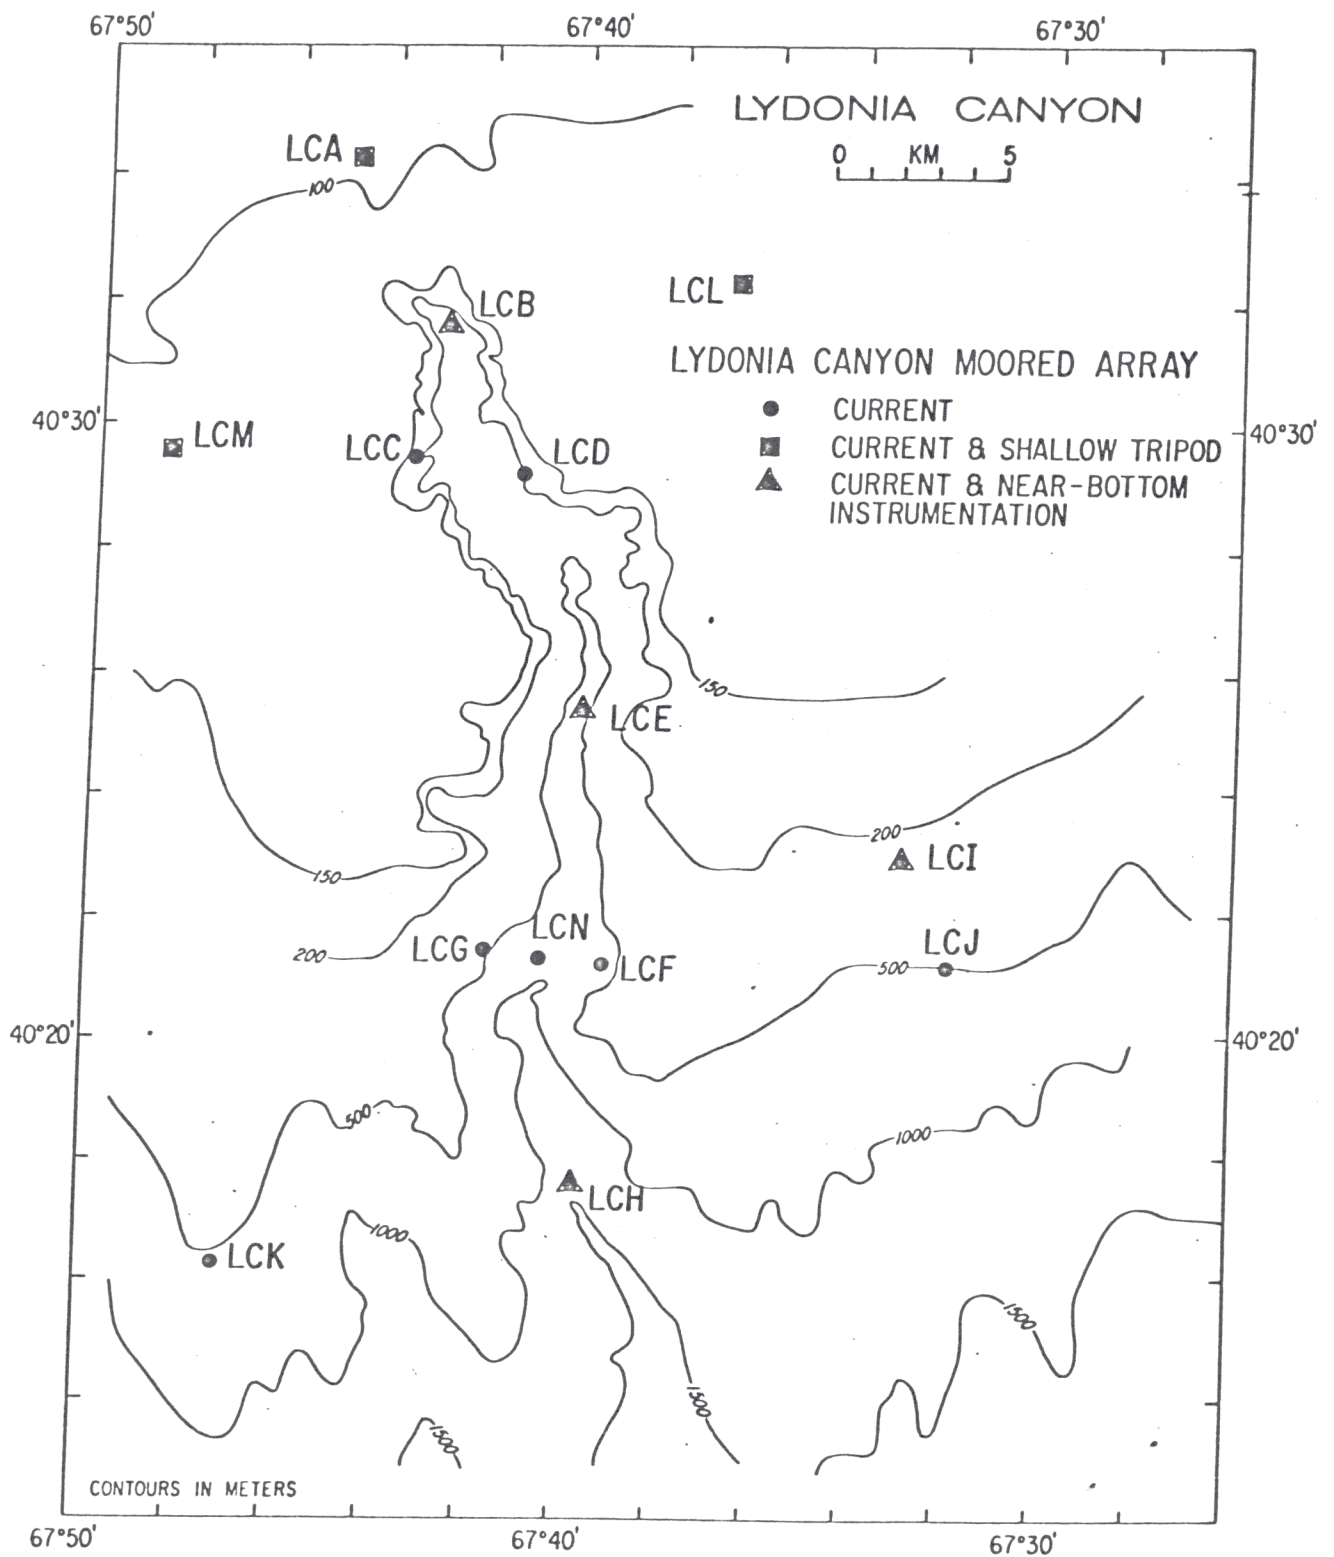 67°50' 67°40' 67°30'
LYDONIA CANYON
0 KM 5
LCA
100
LCB
LCL
LYDONIA CANYON MOORED ARRAY
CURRENT
CURRENT & SHALLOW TRIPOD
CURRENT & NEAR-BOTTOM
INSTRUMENTATION
40°30' 40°30'
LCM
LCC
LCD
150
LCE
200
LCI
150
LCN
LCG
LCF
LCJ
200
500
40°20' 40°20'
500
1000
LCH
1000
LCK
1500
1500
1500
CONTOURS IN METERS
67°50' 67°40' 67°30'